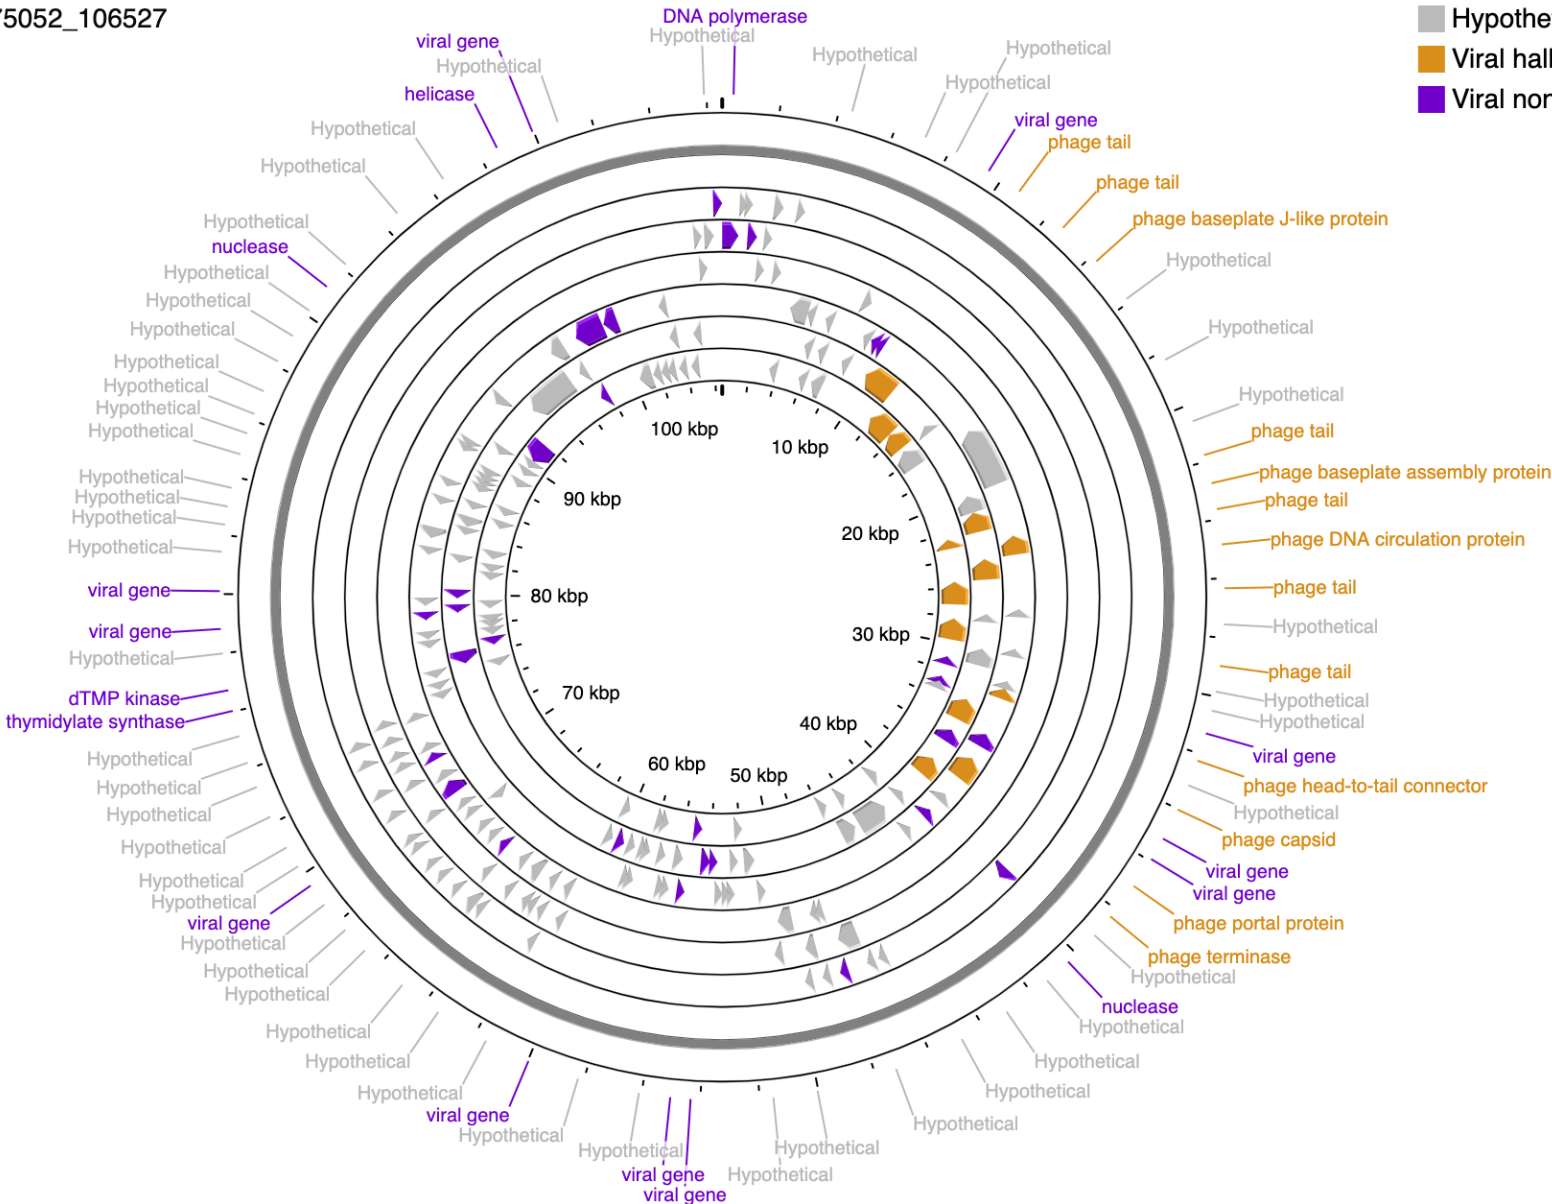 75052_106527
Hypothe
Viral hall
Viral nor
DNA polymerase
Hypothetical
Hypothetical
Hypothetical
Hypothetical
viral gene
phage tail
phage tail
phage baseplate J-like protein
Hypothetical
Hypothetical
Hypothetical
phage tail
phage baseplate assembly protein
phage tail
phage DNA circulation protein
phage tail
Hypothetical
phage tail
Hypothetical
Hypothetical
viral gene
phage head-to-tail connector
Hypothetical
phage capsid
viral gene
viral gene
phage portal protein
phage terminase
Hypothetical
nuclease
Hypothetical
Hypothetical
Hypothetical
Hypothetical
Hypothetical
Hypothetical
viral gene
viral gene
Hypothetical
Hypothetical
viral gene
Hypothetical
Hypothetical
Hypothetical
Hypothetical
Hypothetical
Hypothetical
viral gene
Hypothetical
Hypothetical
Hypothetical
Hypothetical
Hypothetical
Hypothetical
thymidylate synthase
dTMP kinase
Hypothetical
viral gene
viral gene
Hypothetical
Hypothetical
Hypothetical
Hypothetical
Hypothetical
Hypothetical
Hypothetical
Hypothetical
Hypothetical
Hypothetical
Hypothetical
nuclease
Hypothetical
Hypothetical
Hypothetical
helicase
Hypothetical
viral gene
100 kbp
10 kbp
20 kbp
30 kbp
40 kbp
50 kbp
60 kbp
70 kbp
80 kbp
90 kbp